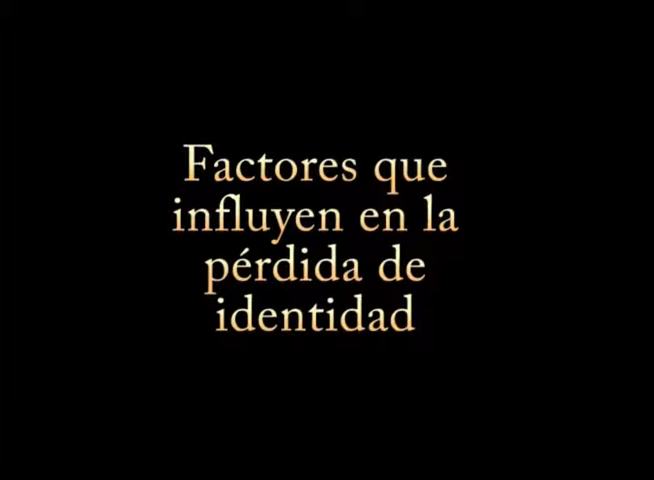 Factores que
influyen en la
pérdida de
identidad